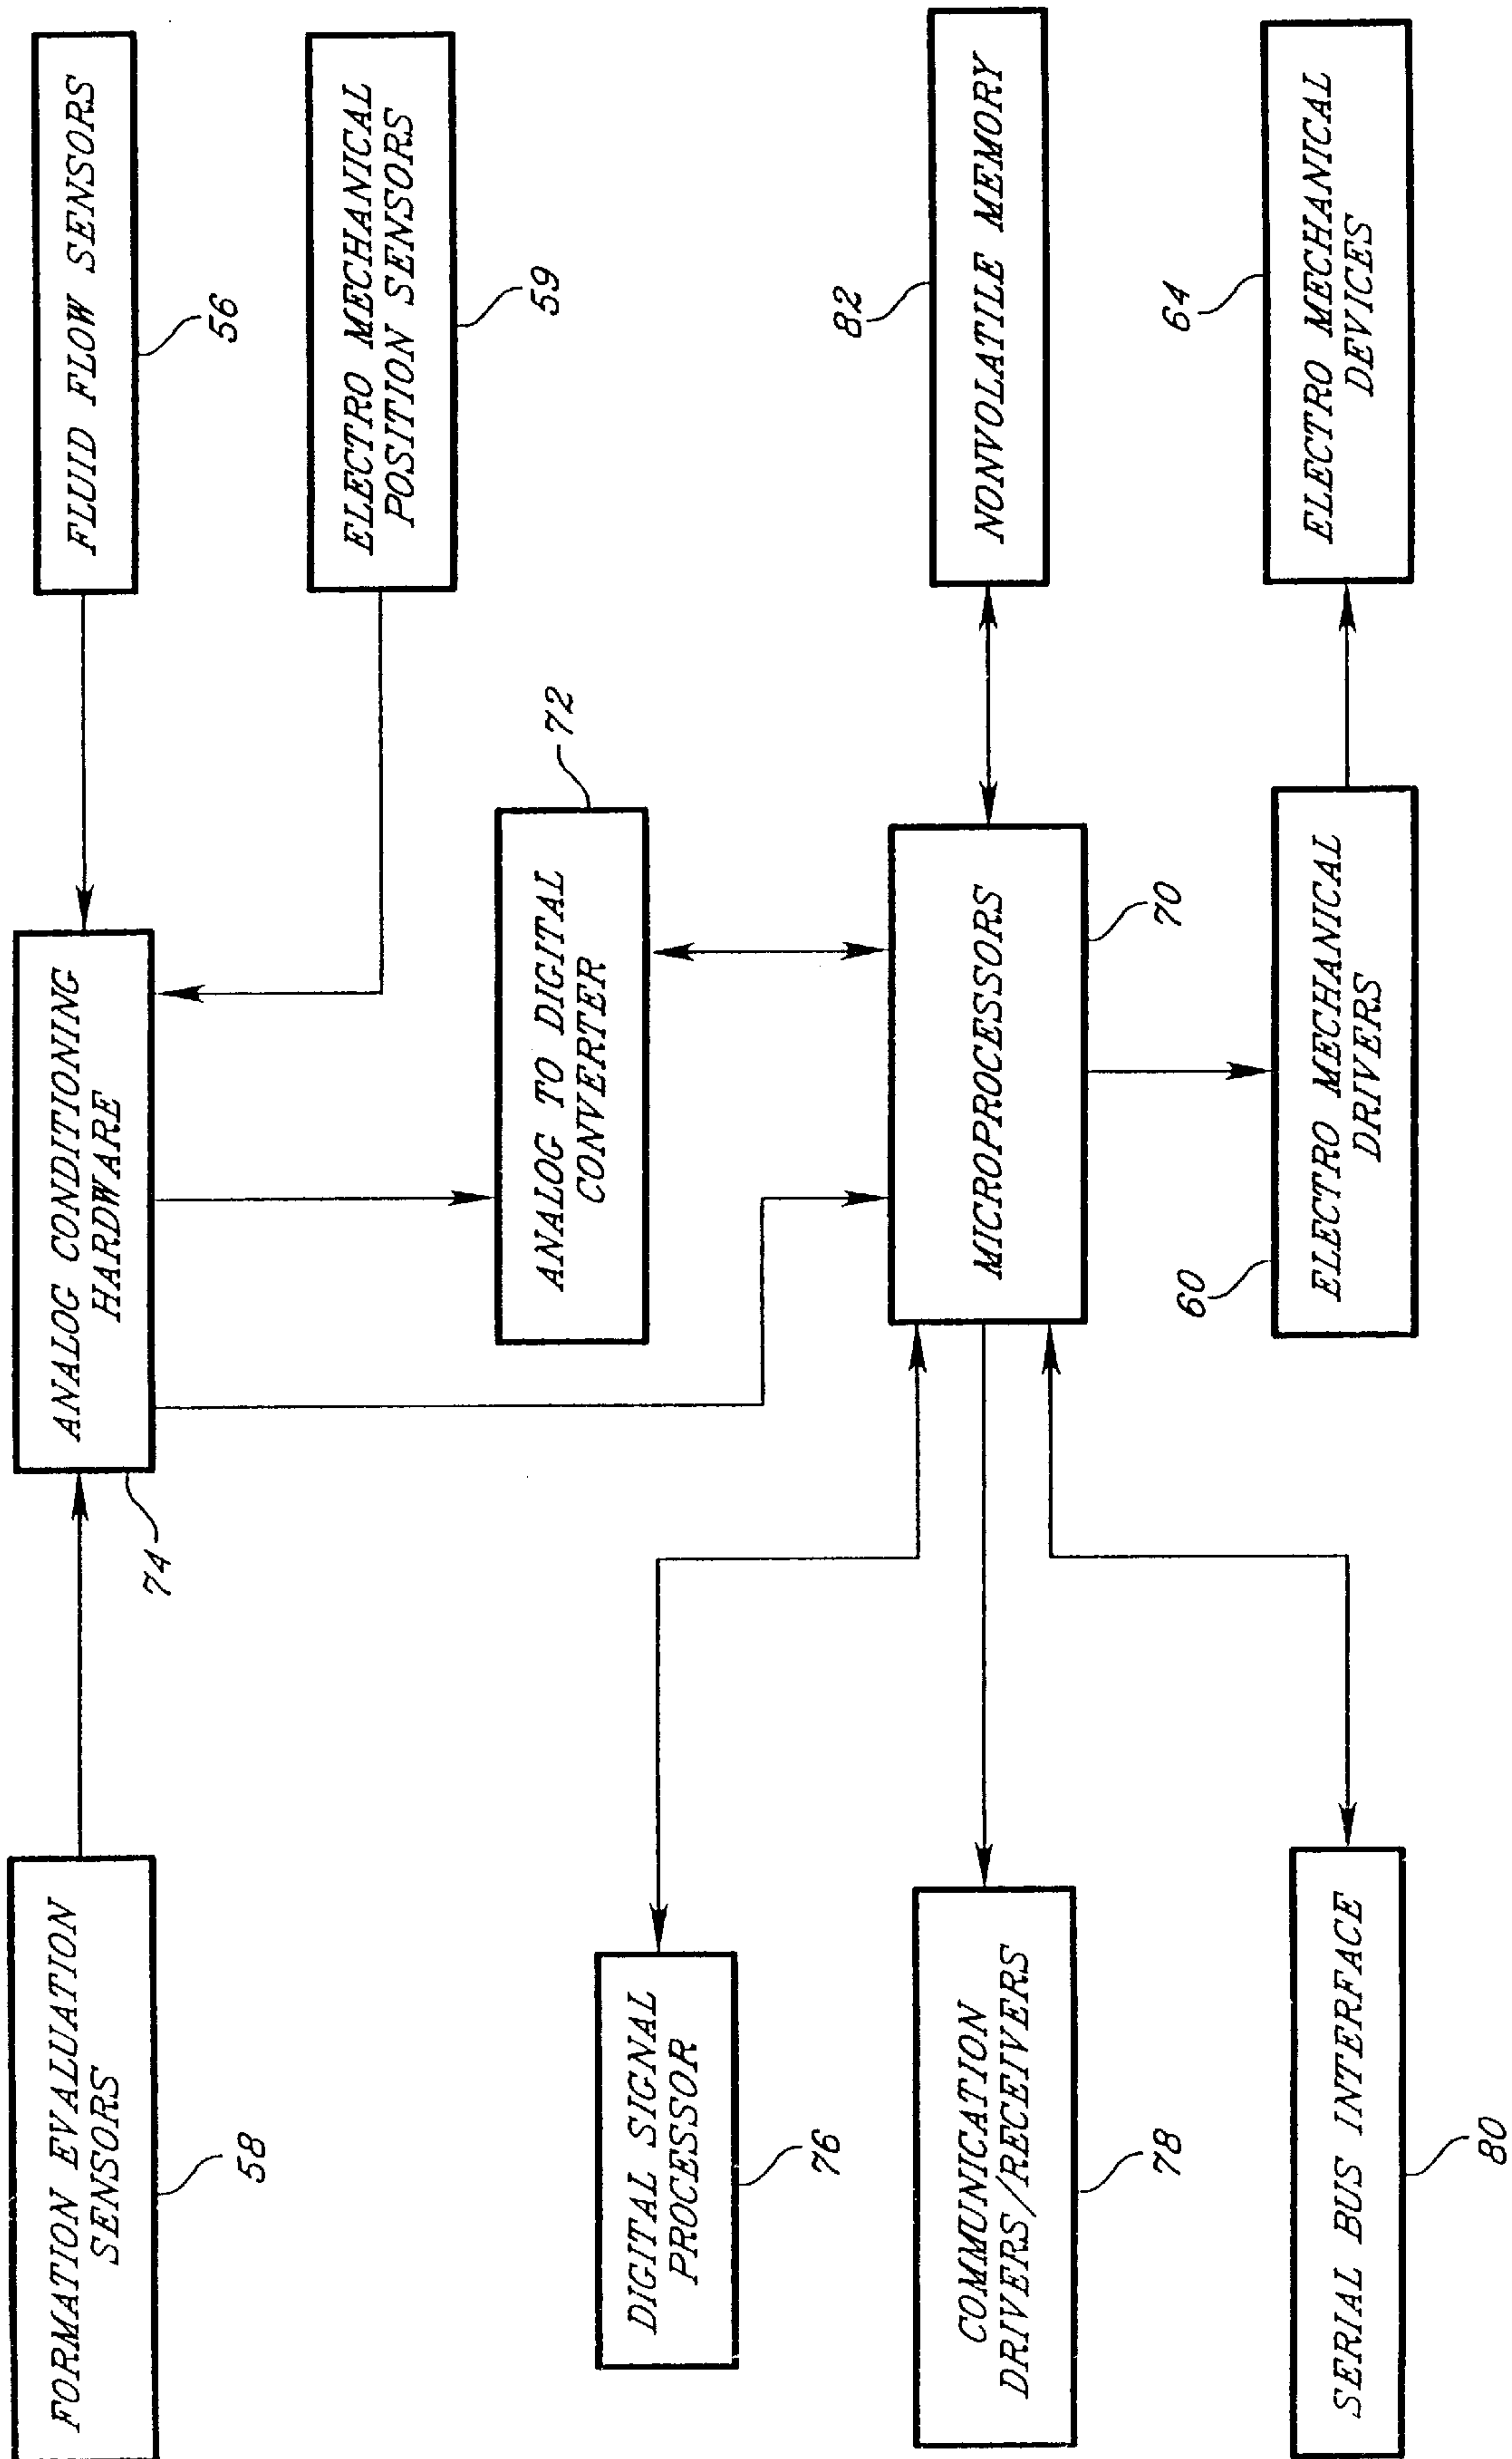 FORMATION EVALUATION
SENSORS
58
ANALOG CONDITIONING
HARDWARE
74
FLUID FLOW SENSORS
56
ELECTRO MECHANICAL
POSITION SENSORS
59
ANALOG TO DIGITAL
CONVERTER
72
DIGITAL SIGNAL
PROCESSOR
76
COMMUNICATION
DRIVERS/RECEIVERS
78
SERIAL BUS INTERFACE
80
MICROPROCESSORS
70
NONVOLATILE MEMORY
82
ELECTRO MECHANICAL
DRIVERS
60
ELECTRO MECHANICAL
DEVICES
64